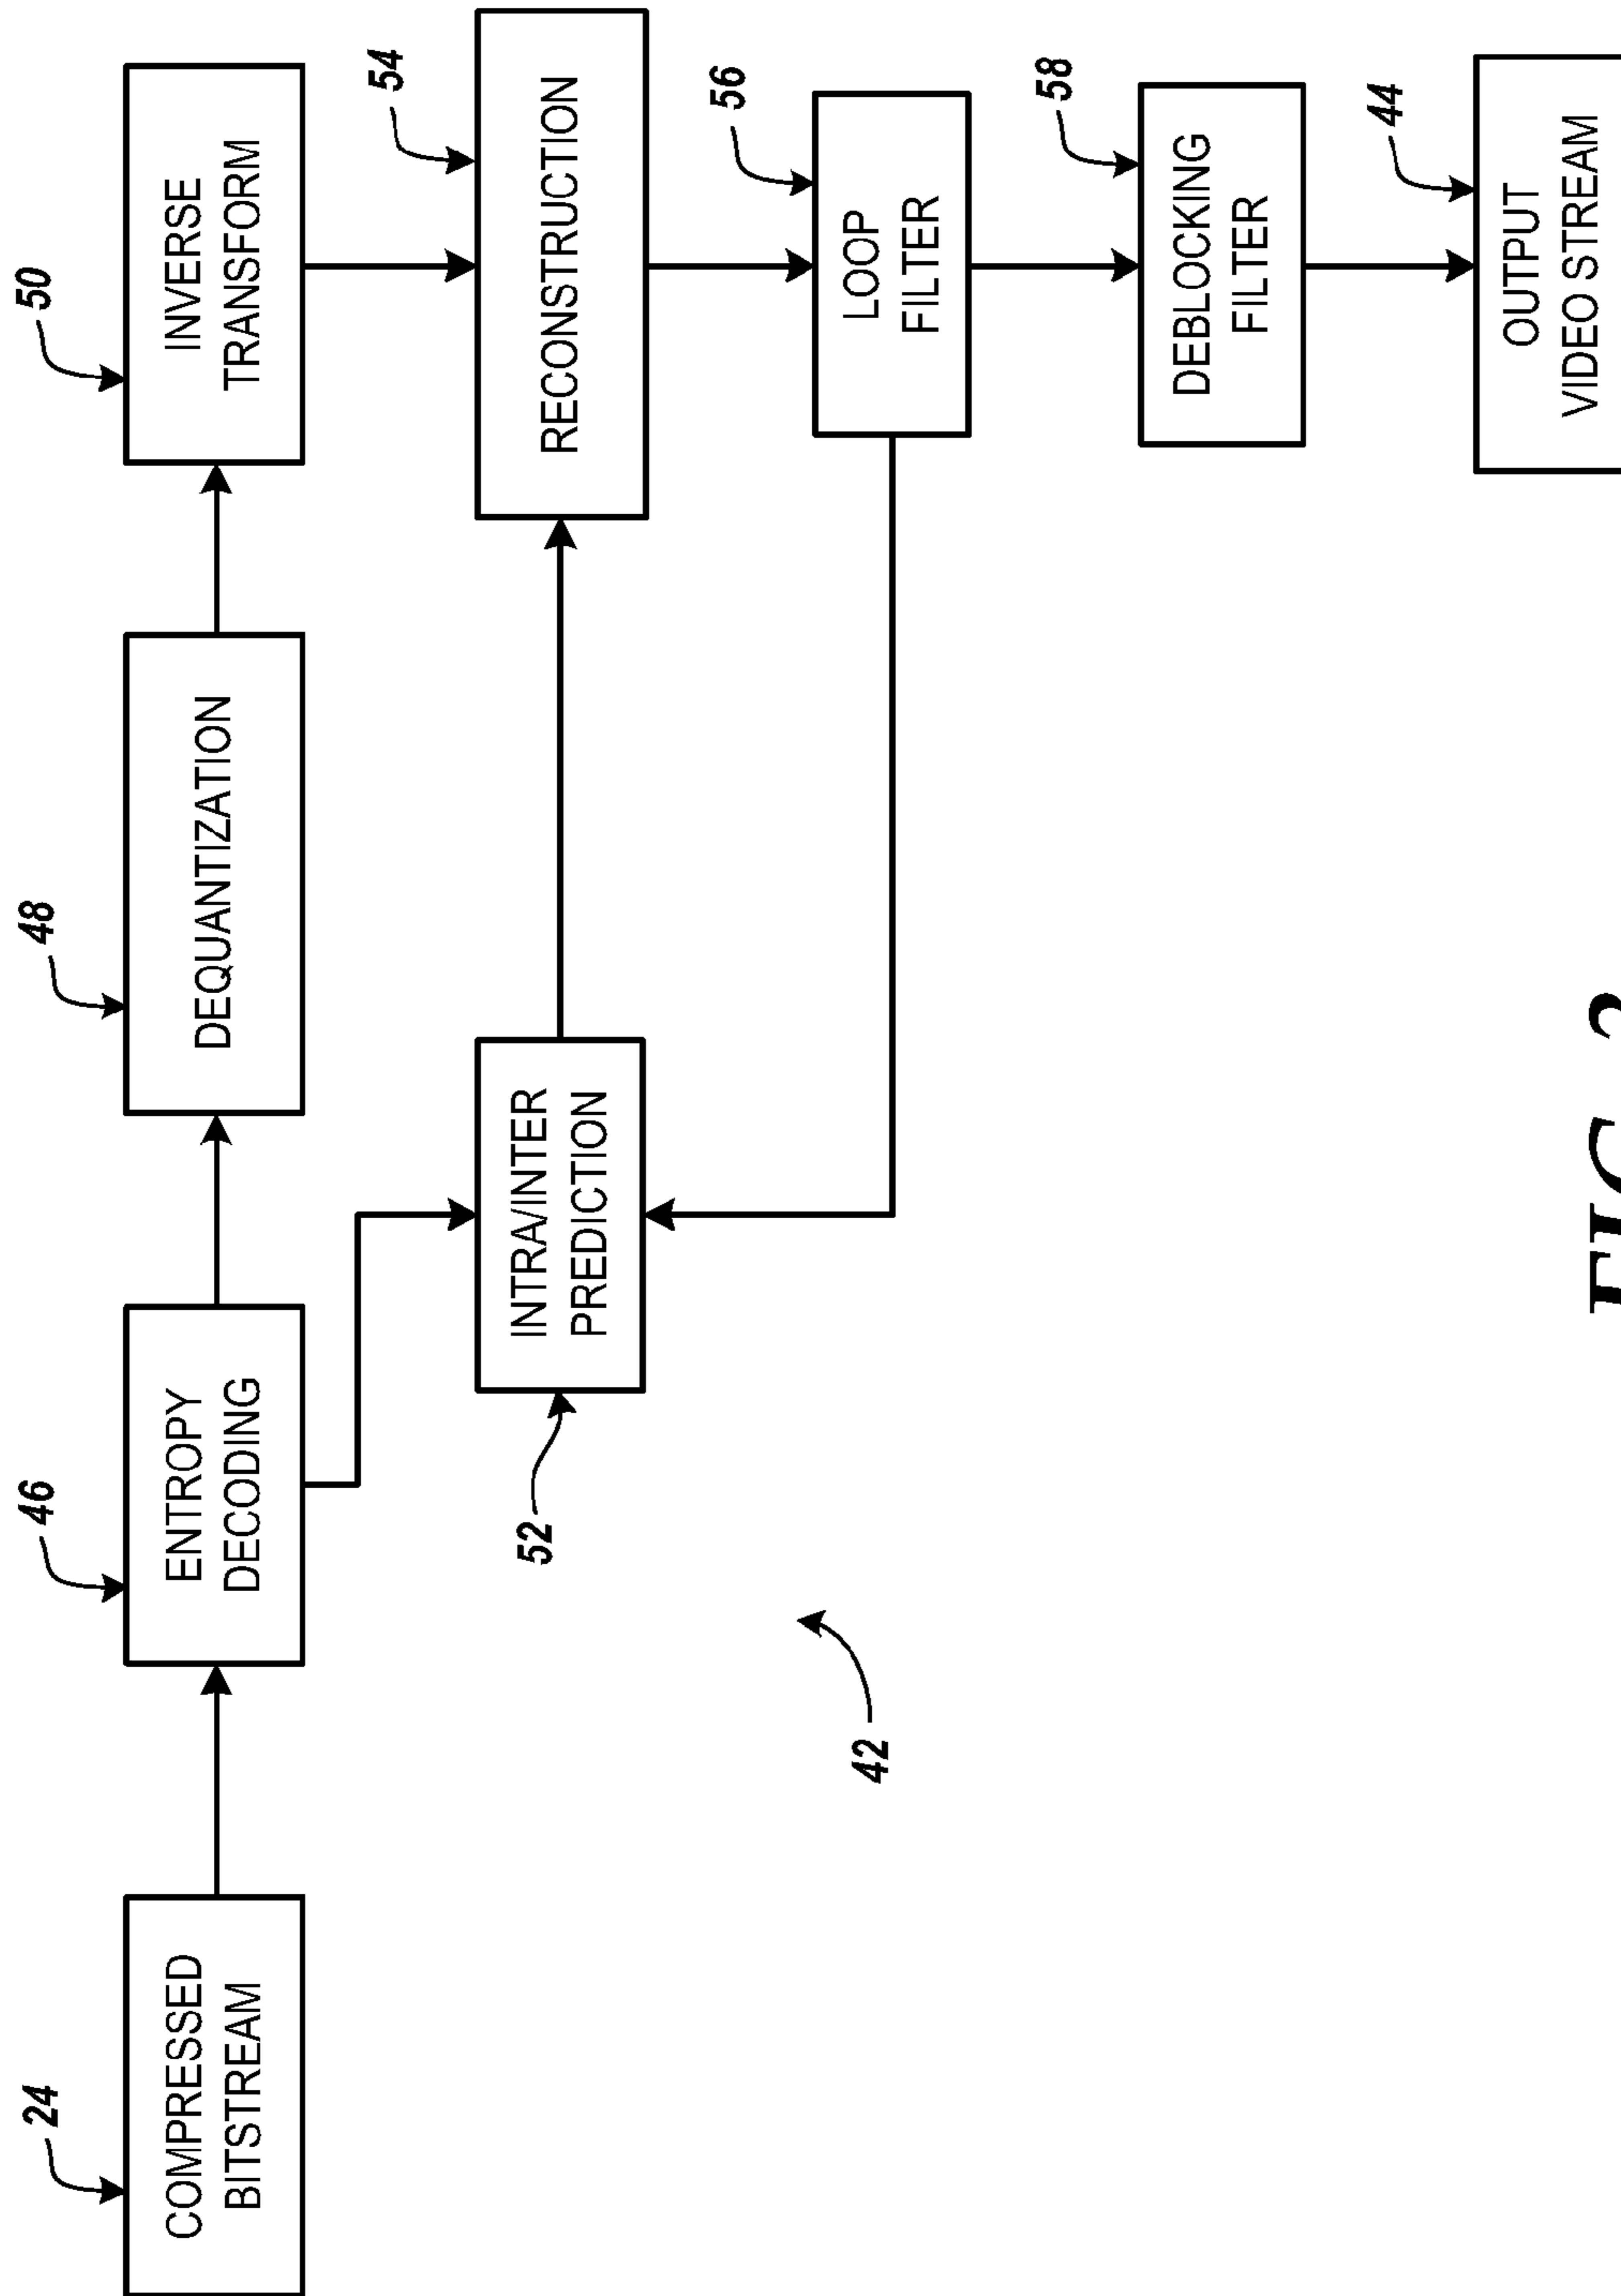 24
COMPRESSED
BITSTREAM
46
ENTROPY
DECODING
48
DEQUANTIZATION
50
INVERSE
TRANSFORM
52
INTRA/INTER
PREDICTION
54
RECONSTRUCTION
56
LOOP
FILTER
42
58
DEBLOCKING
FILTER
44
OUTPUT
VIDEO STREAM